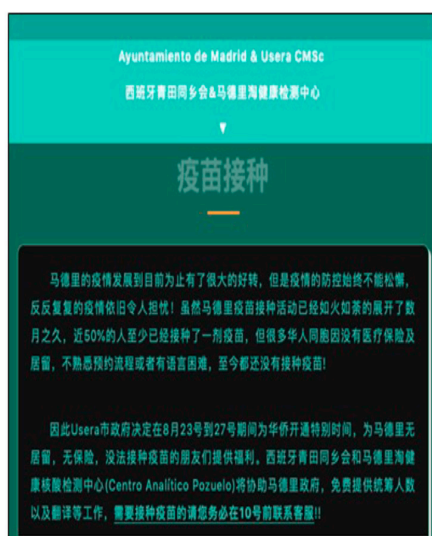 Ayuntamiento de Madrid & Usera CMSc
西班牙青田同乡会&马德里淘健康检测中心
疫苗接种
马德里的疫情发展到目前为止有了很大的好转，但是疫情的防控始终不能松懈，
反反复复的疫情依旧令人担忧！虽然马德里疫苗接种活动已经如火如荼的展开了数
月之久，近50%的人至少已经接种了一剂疫苗，但很多华人同胞因没有医疗保险及
居留，不熟悉预约流程或者有语言困难，至今都还没有接种疫苗!
因此Usera市政府决定在8月23号到27号期间为华侨开通特别时间，为马德里无
居留，无保险，没法接种疫苗的朋友们提供福利。西班牙青田同乡会和马德里淘健
康核酸检测中心(Centro Analítico Pozuelo)将协助马德里政府，免费提供统筹人数
以及翻译等工作，需要接种疫苗的请您务必在10号前联系客服!!